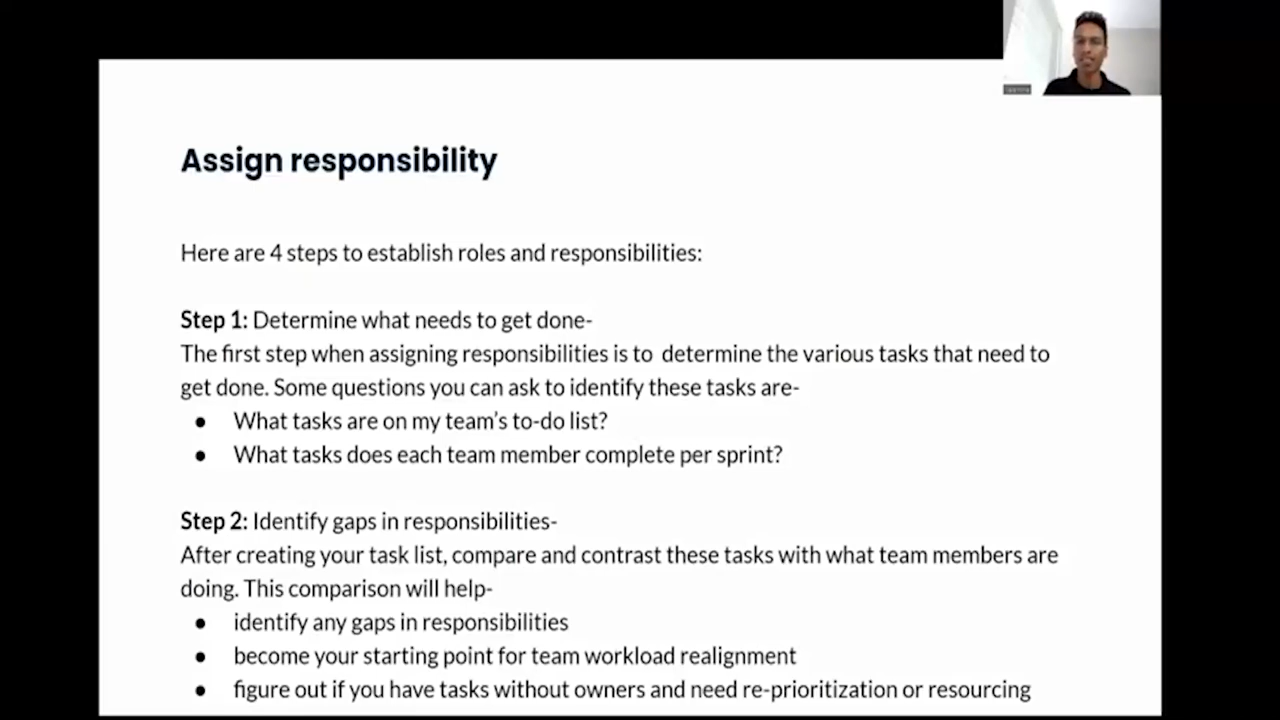 Assign responsibility
Here are 4 steps to establish roles and responsibilities:
Step 1: Determine what needs to get done-
The first step when assigning responsibilities is to  determine the various tasks that need to
get done. Some questions you can ask to identify these tasks are-
● What tasks are on my team's to-do list?
● What tasks does each team member complete per sprint?
Step 2: Identify gaps in responsibilities-
After creating your task list, compare and contrast these tasks with what team members are
doing. This comparison will help-
● identify any gaps in responsibilities
● become your starting point for team workload realignment
● figure out if you have tasks without owners and need re-prioritization or resourcing